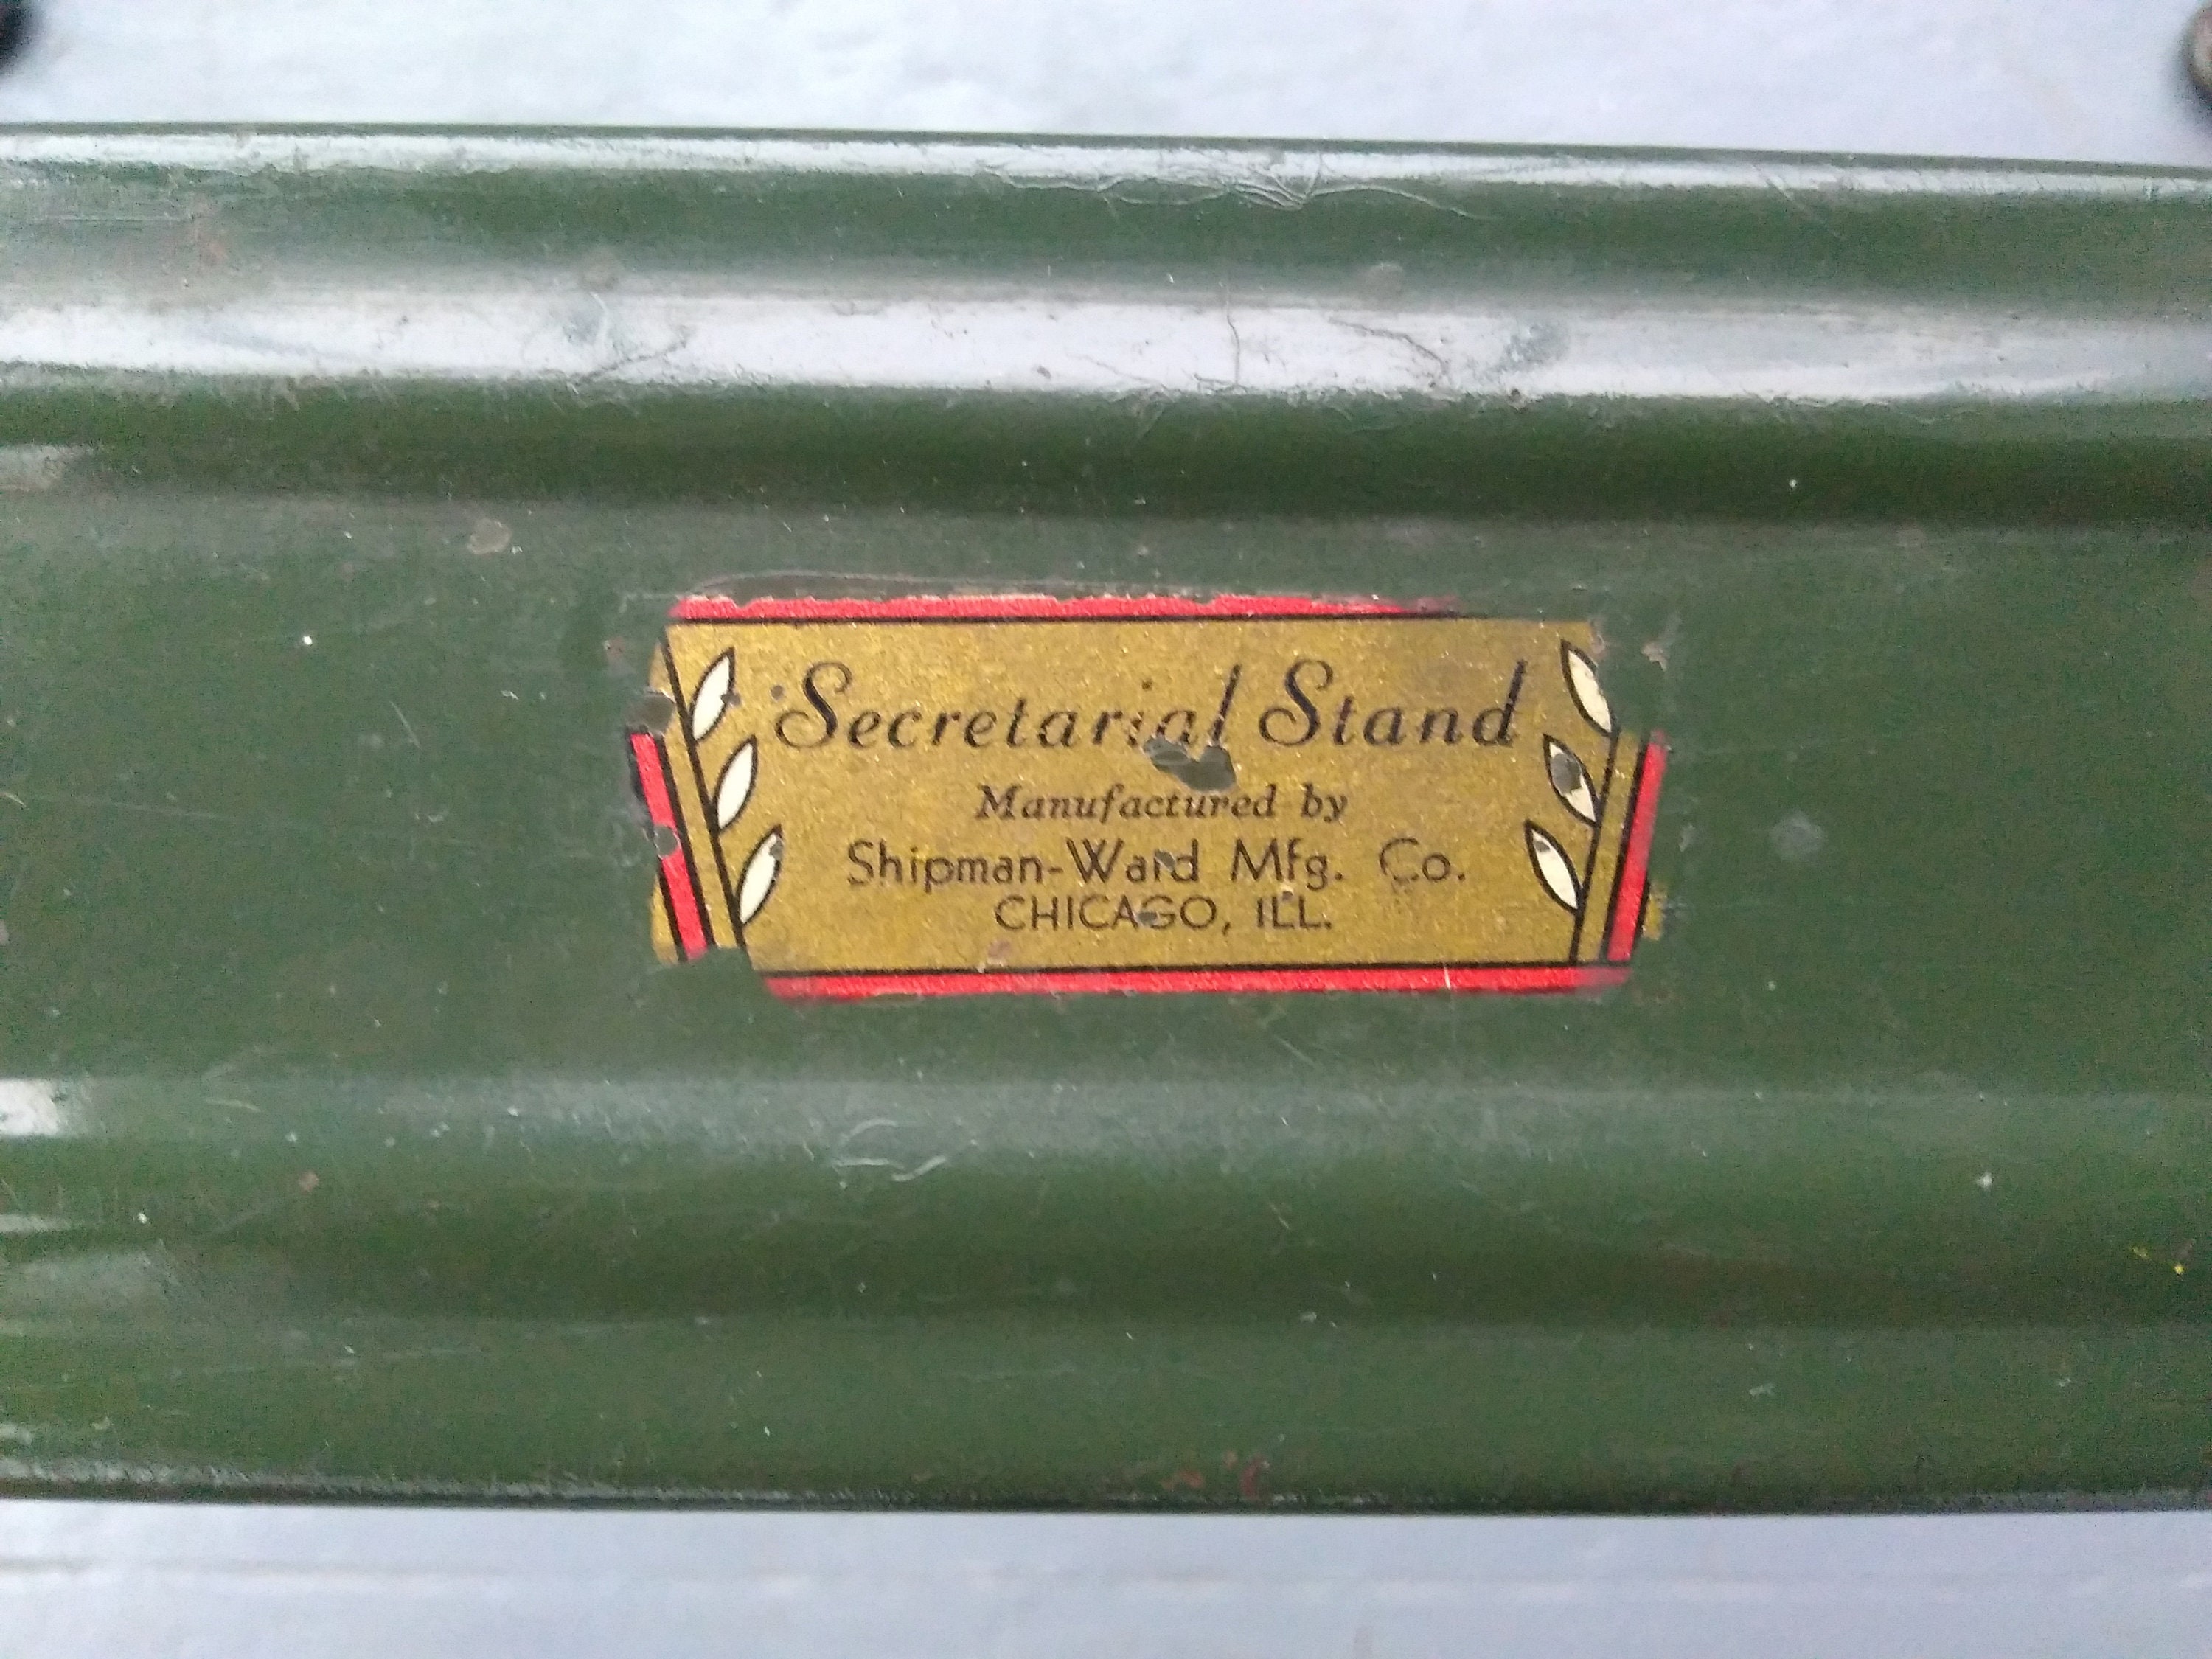 Secretarial Stand
Manufactured by
Shipman-Ward Mfg. Co.
CHICAGO, ILL.